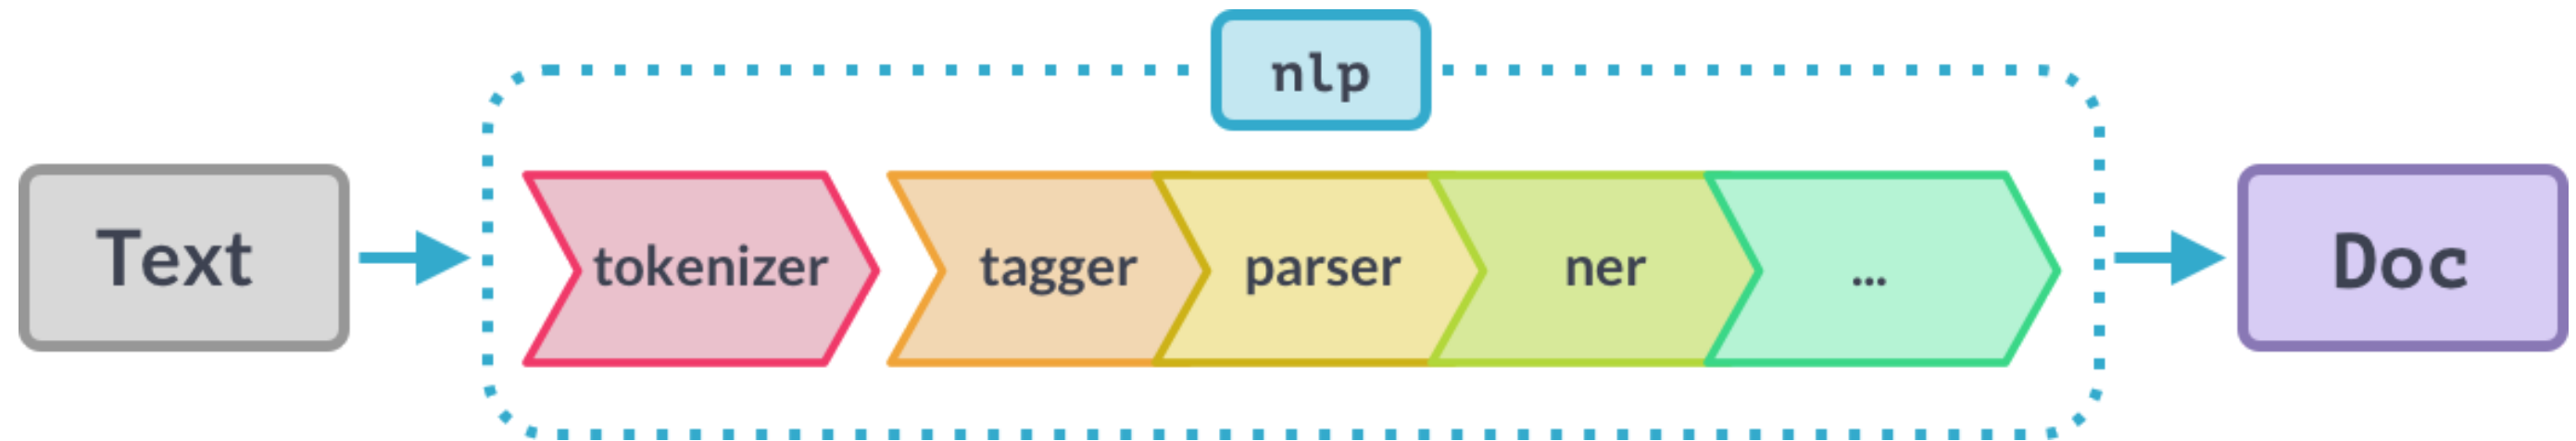 nlp
Text
tokenizer
tagger
parser
ner
...
Doc